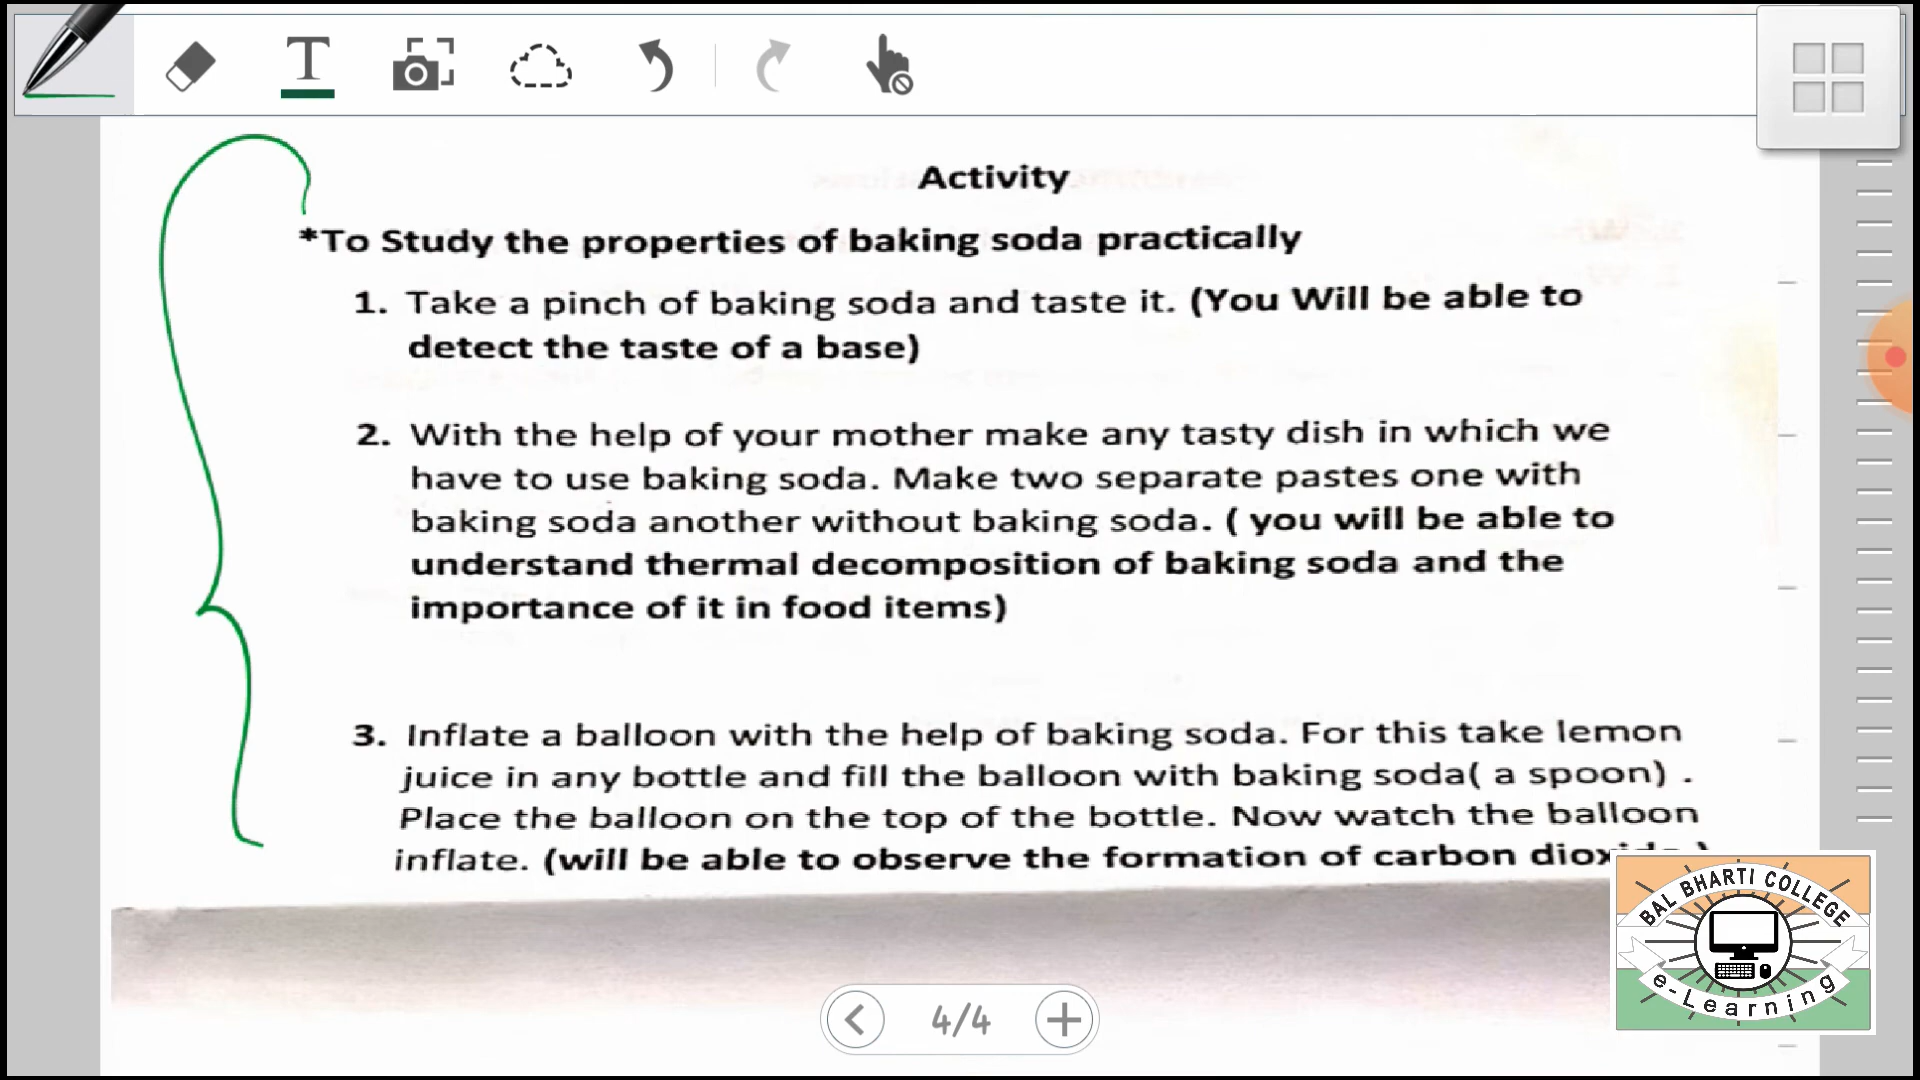 T
Activity
*To Study the properties of baking soda practically
1. Take a pinch of baking soda and taste it. (You Will be able to
detect the taste of a base)
2. With the help of your mother make any tasty dish in which we
have to use baking soda. Make two separate pastes one with
baking soda another without baking soda. ( you will be able to
understand thermal decomposition of baking soda and the
importance of it in food items)
3. Inflate a balloon with the help of baking soda. For this take lemon
juice in any bottle and fill the balloon with baking soda( a spoon) .
Place the balloon on the top of the bottle. Now watch the balloon
inflate. (will be able to observe the formation of carbon
BAL BHARTI COLLEGE
e-Learning
4/4